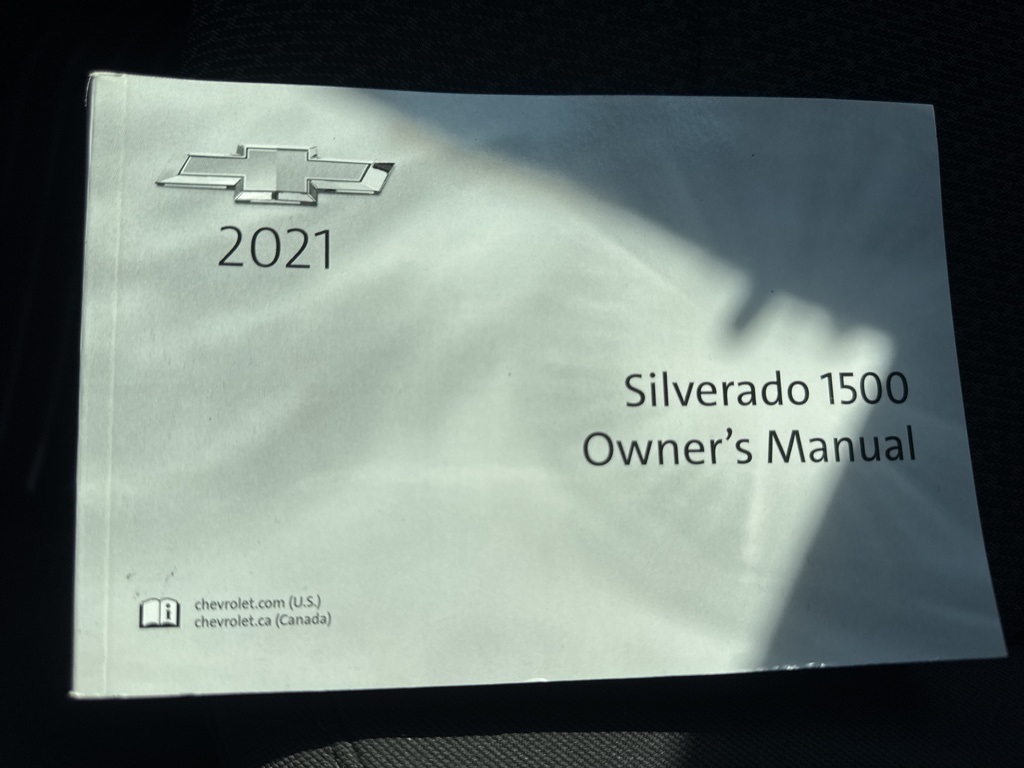 2021
Silverado 1500
Owner's Manual
chevrolet.com (U.S.)
chevrolet.ca (Canada)